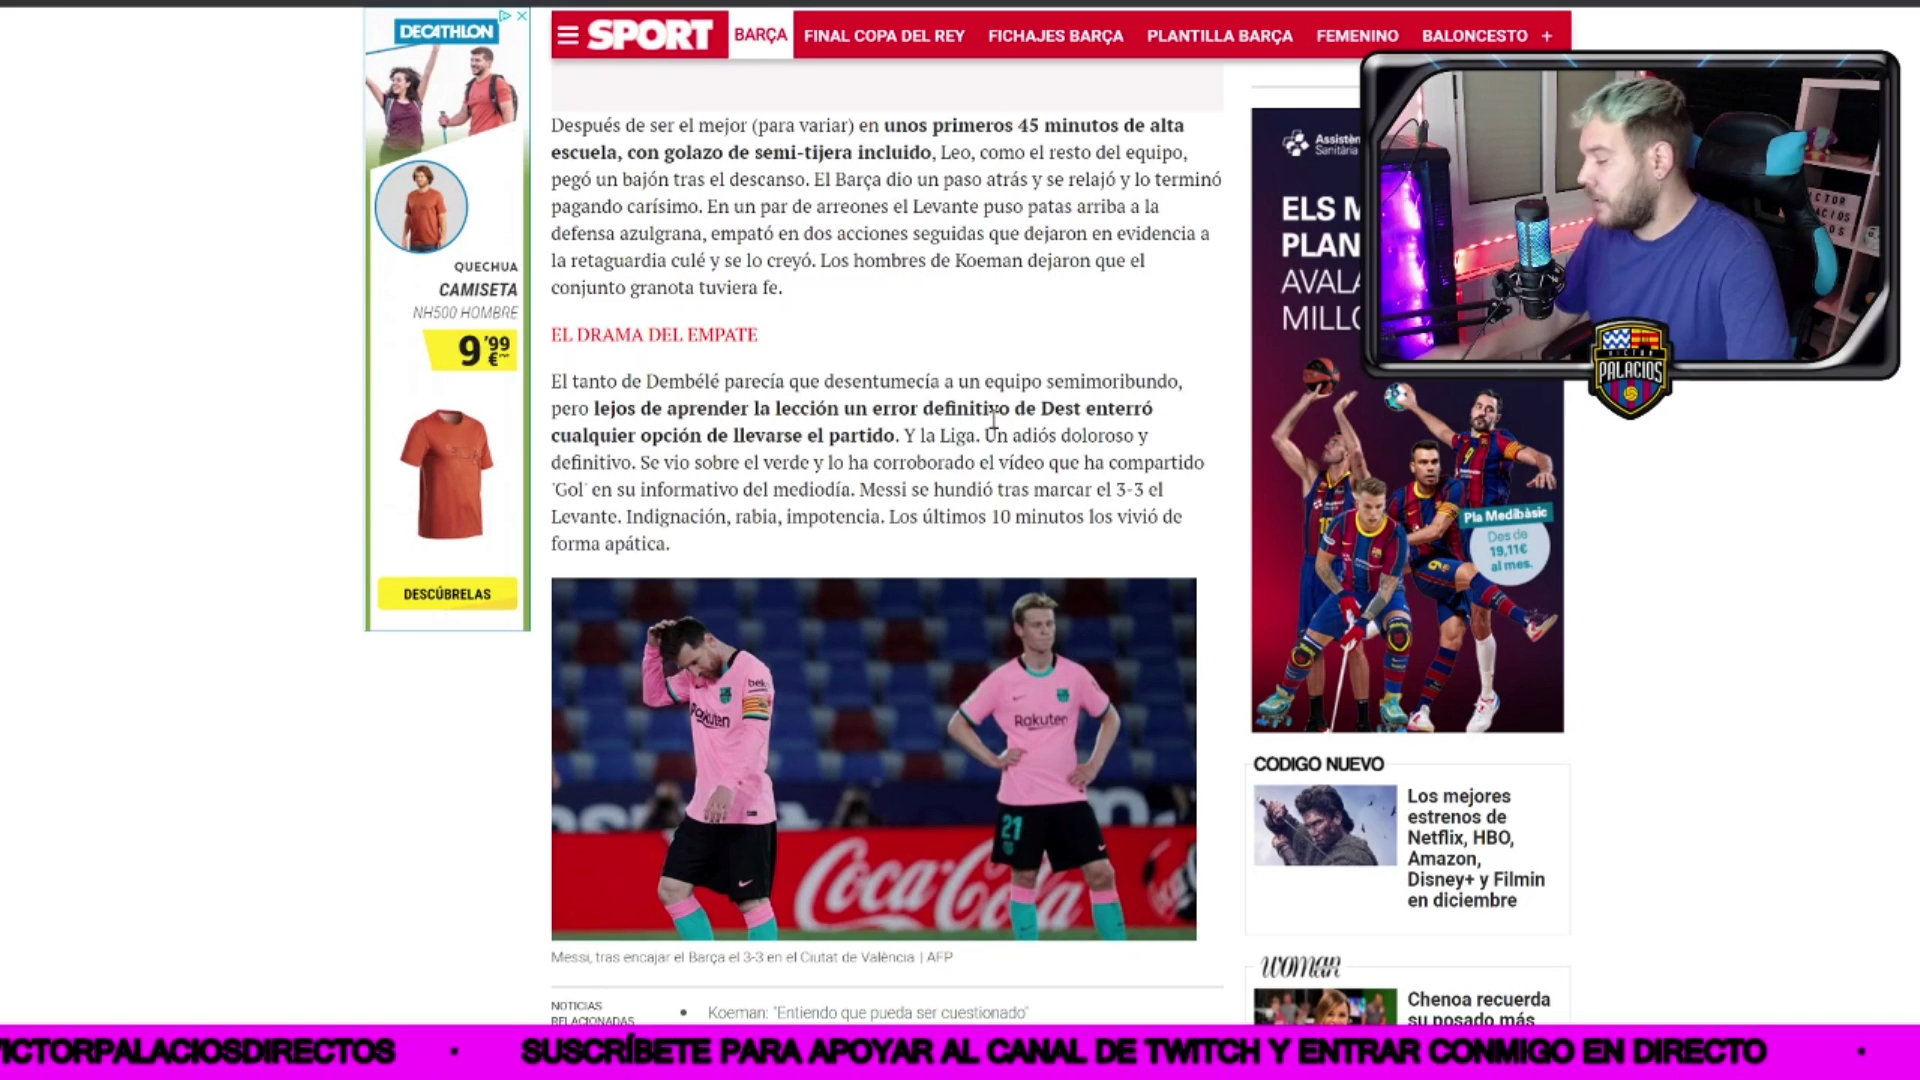 SPORT
BARÇA FINAL COPA DEL REY FICHAJES BARÇA PLANTILLA BARÇA FEMENINO BALONCESTO +
DECATHLON
QUECHUA
CAMISETA
NH500 HOMBRE
9'99
€
DESCÚBRELAS
Después de ser el mejor (para variar) en unos primeros 45 minutos de alta
escuela, con golazo de semi-tijera incluido, Leo, como el resto del equipo,
pegó un bajón tras el descanso. El Barça dio un paso atrás y se relajó y lo terminó
pagando carísimo. En un par de arreones el Levante puso patas arriba a la
defensa azulgrana, empató en dos acciones seguidas que dejaron en evidencia a
la retaguardia culé y se lo creyó. Los hombres de Koeman dejaron que el
conjunto granota tuviera fe.
EL DRAMA DEL EMPATE
El tanto de Dembélé parecía que desentumecía a un equipo semimoribundo,
pero lejos de aprender la lección un error definitivo de Dest enterró
cualquier opción de llevarse el partido. Y la Liga. Un adiós doloroso y
definitivo. Se vio sobre el verde y lo ha corroborado el vídeo que ha compartido
'Gol' en su informativo del mediodía. Messi se hundió tras marcar el 3-3 el
Levante. Indignación, rabia, impotencia. Los últimos 10 minutos los vivió de
forma apática.
beko
Rakuten
Rakuten
21
Coca-Cola
Messi, tras encajar el Barça el 3-3 en el Ciutat de València | AFP
NOTICIAS
RELACIONADAS
• Koeman: "Entiendo que pueda ser cuestionado"
Assistèn
Sanitària
ELS M
PLAN
AVALA
MILLO
Pla Medibàsic
Des de
19,11€
al mes.
VICTOR
PALACIOS
CODIGO NUEVO
Los mejores
estrenos de
Netflix, HBO,
Amazon,
Disney+ y Filmin
en diciembre
woman
Chenoa recuerda
su posado más
VICTORPALACIOSDIRECTOS · SUSCRÍBETE PARA APOYAR AL CANAL DE TWITCH Y ENTRAR CONMIGO EN DIRECTO ·